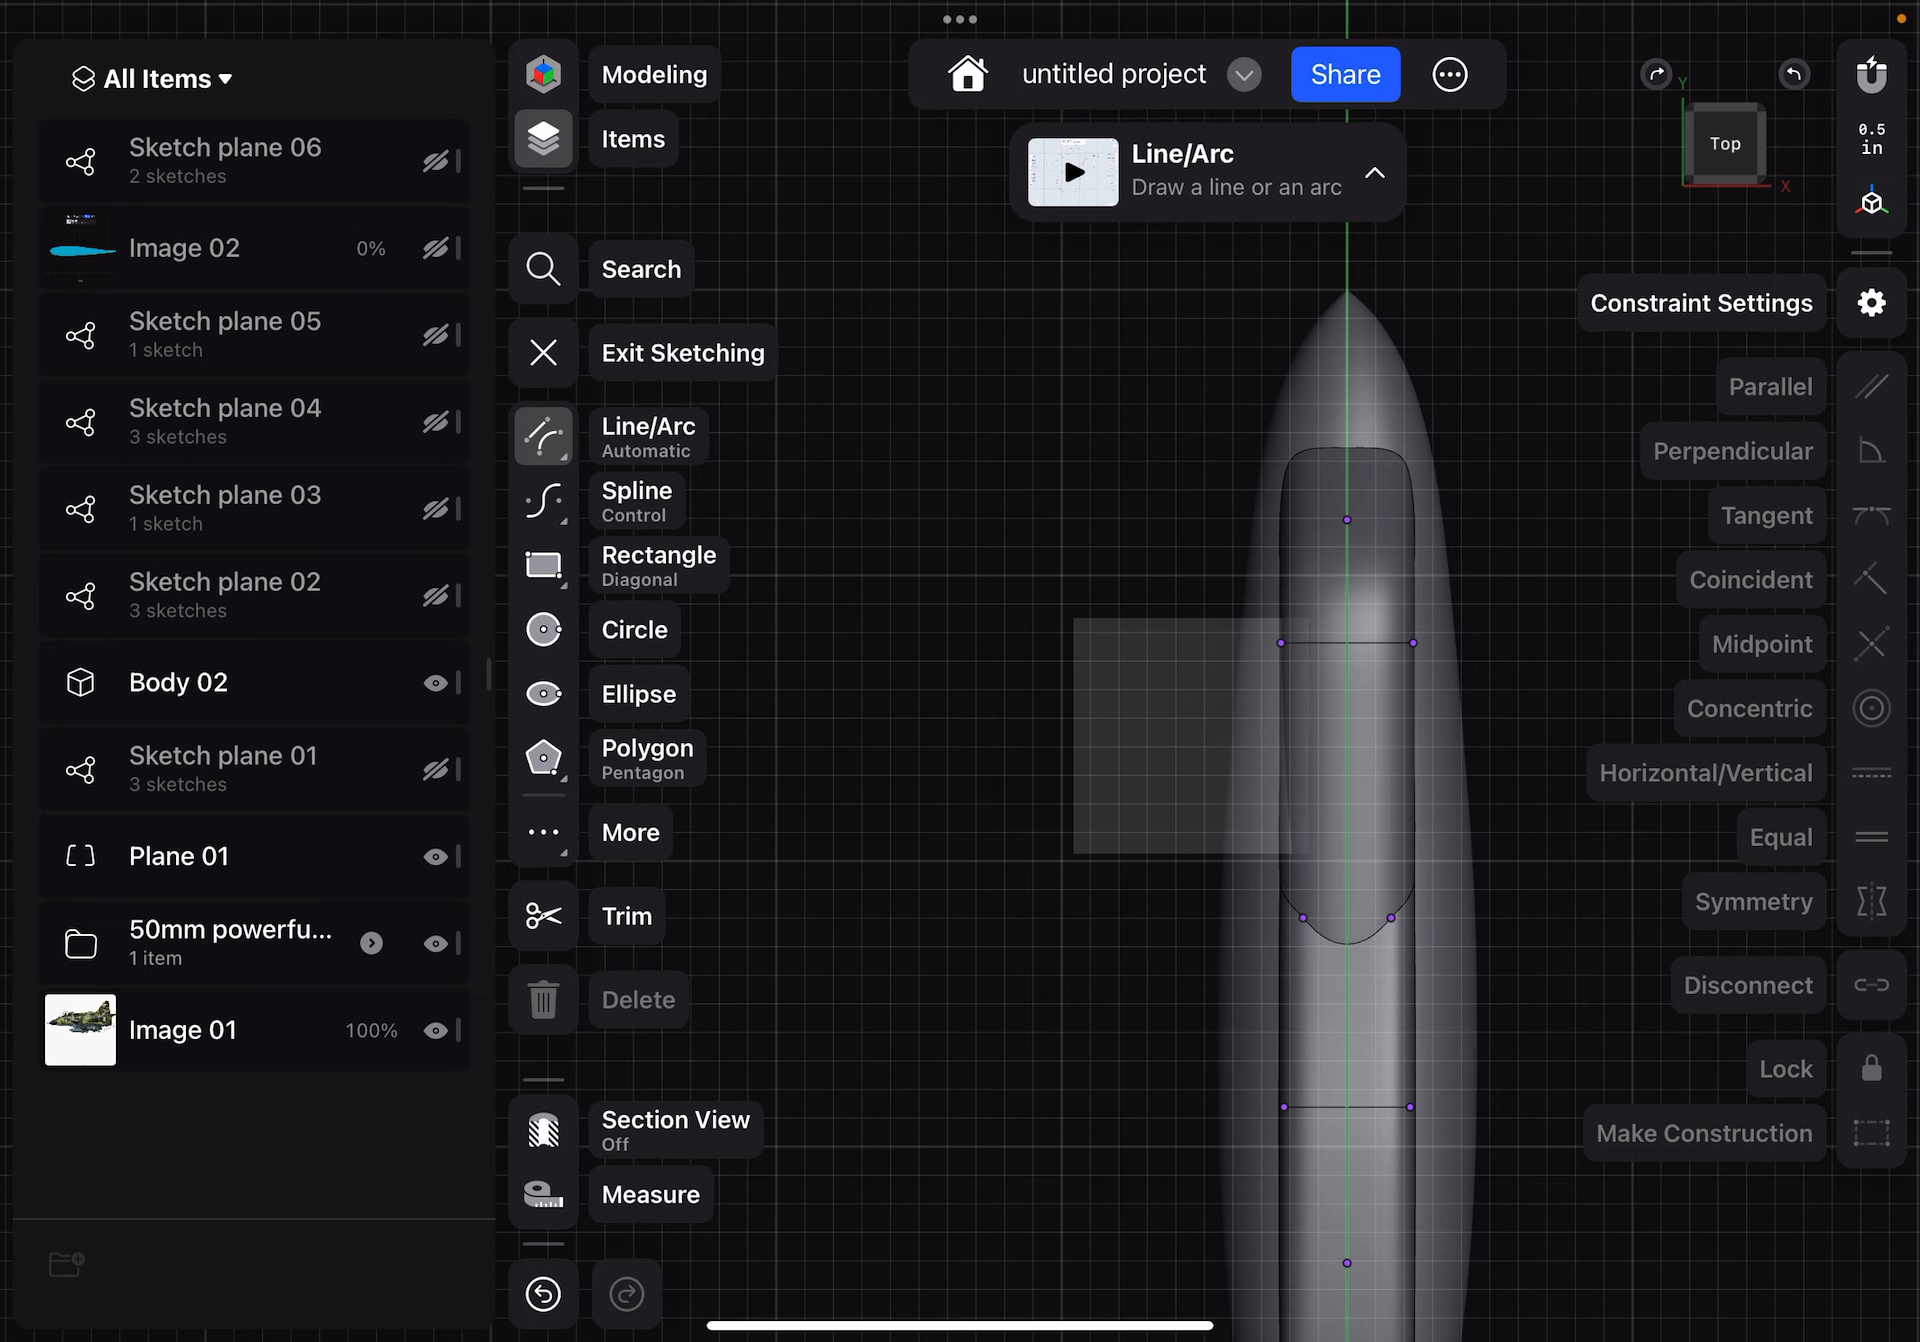 All Items
Sketch plane 06
2 sketches
Image 02
0%
Sketch plane 05
1 sketch
Sketch plane 04
3 sketches
Sketch plane 03
1 sketch
Sketch plane 02
3 sketches
Body 02
Sketch plane 01
3 sketches
Plane 01
50mm powerfu...
1 item
Image 01
100%
Modeling
Items
Search
Exit Sketching
Line/Arc
Automatic
Spline
Control
Rectangle
Diagonal
Circle
Ellipse
Polygon
Pentagon
More
Trim
Delete
Section View
Off
Measure
untitled project
Share
Line/Arc
Draw a line or an arc
Y
Top
X
0.5
in
Constraint Settings
Parallel
Perpendicular
Tangent
Coincident
Midpoint
Concentric
Horizontal/Vertical
Equal
Symmetry
Disconnect
Lock
Make Construction